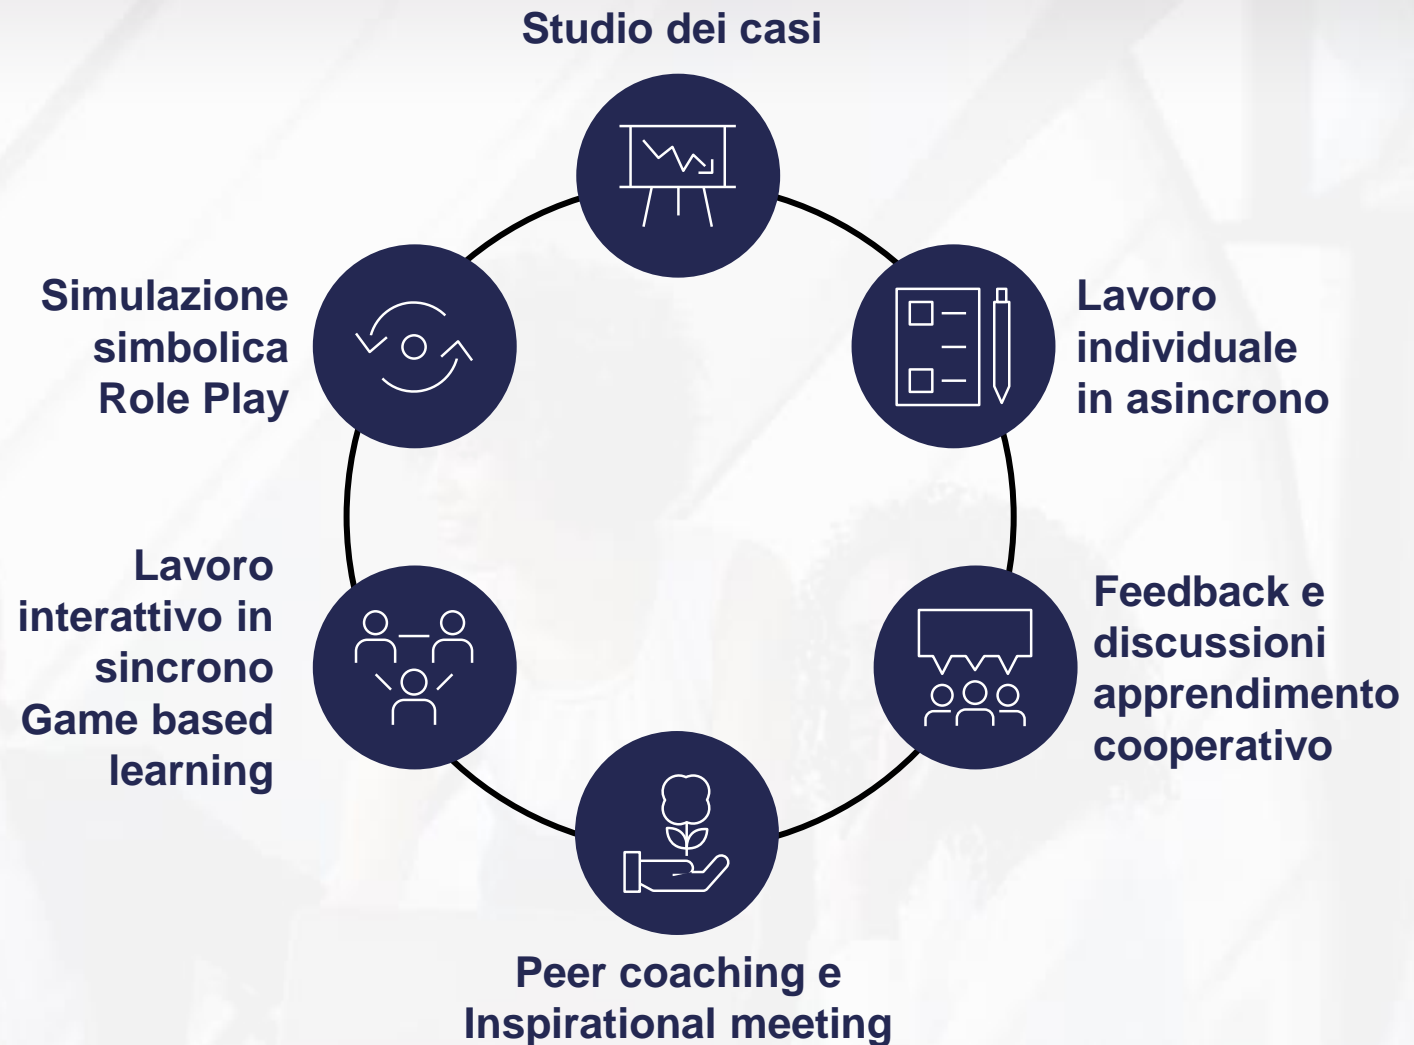 Studio dei casi
Simulazione
simbolica
Role Play
Lavoro
individuale
in asincrono
Lavoro
interattivo in
sincrono
Game based
learning
Feedback e
discussioni
apprendimento
cooperativo
Peer coaching e
Inspirational meeting